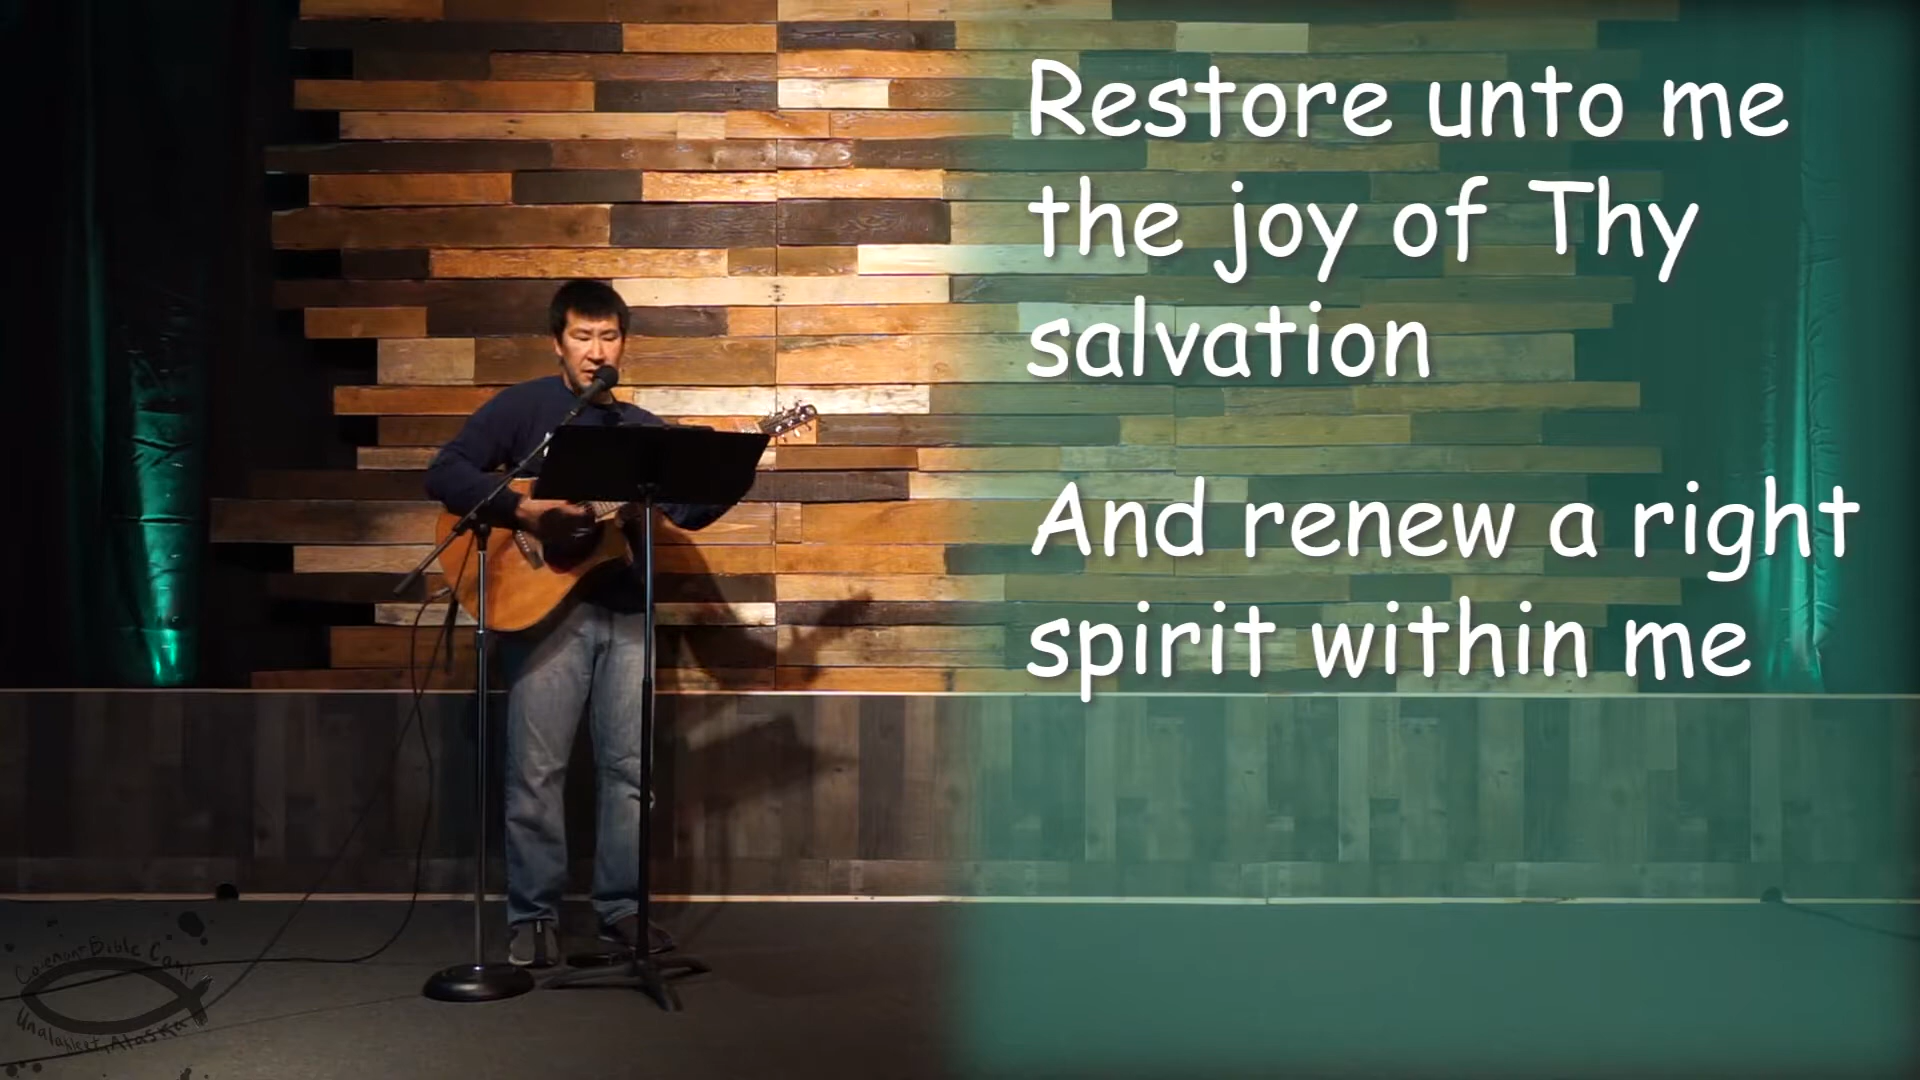 Restore unto me
the joy of Thy
salvation
And renew a right
spirit within me
Covenant Bible Camp
Unalakleet, Alaska